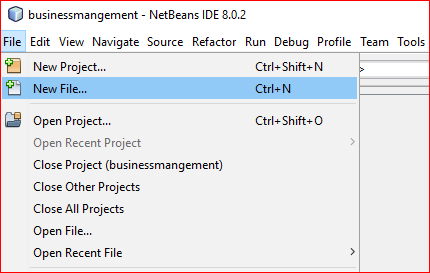 businessmangement - NetBeans IDE 8.0.2
File Edit View Navigate Source Refactor Run Debug Profile Team Tools
New Project... Ctrl+Shift+N
New File... Ctrl+N
Open Project... Ctrl+Shift+O
Open Recent Project
Close Project (businessmangement)
Close Other Projects
Close All Projects
Open File...
Open Recent File